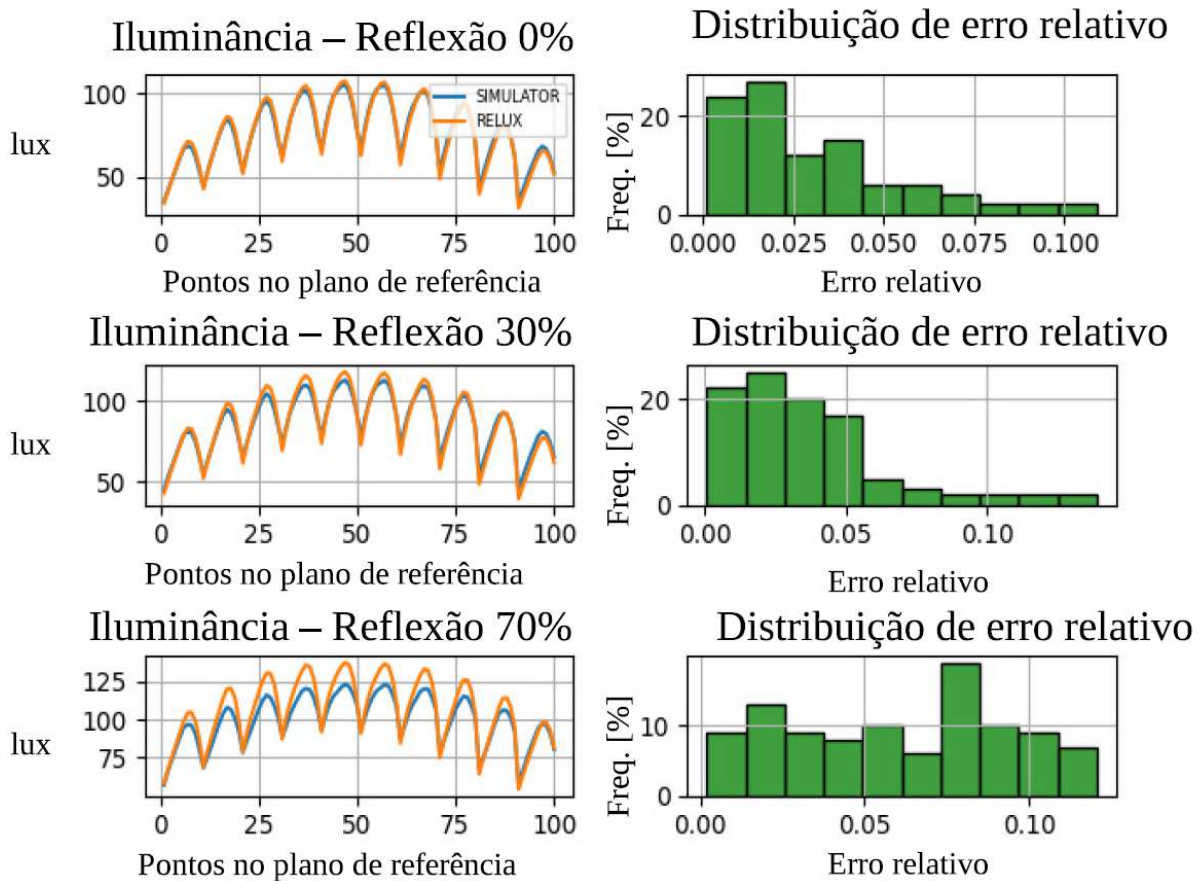 Iluminância – Reflexão 0%
Distribuição de erro relativo
lux
100
50
SIMULATOR
RELUX
0 25 50 75 100
Pontos no plano de referência
Freq. [%]
20
0
0.000 0.025 0.050 0.075 0.100
Erro relativo
Iluminância – Reflexão 30%
Distribuição de erro relativo
lux
100
50
0 25 50 75 100
Pontos no plano de referência
Freq. [%]
20
0
0.00 0.05 0.10
Erro relativo
Iluminância – Reflexão 70%
Distribuição de erro relativo
lux
125
100
75
0 25 50 75 100
Pontos no plano de referência
Freq. [%]
10
0
0.00 0.05 0.10
Erro relativo